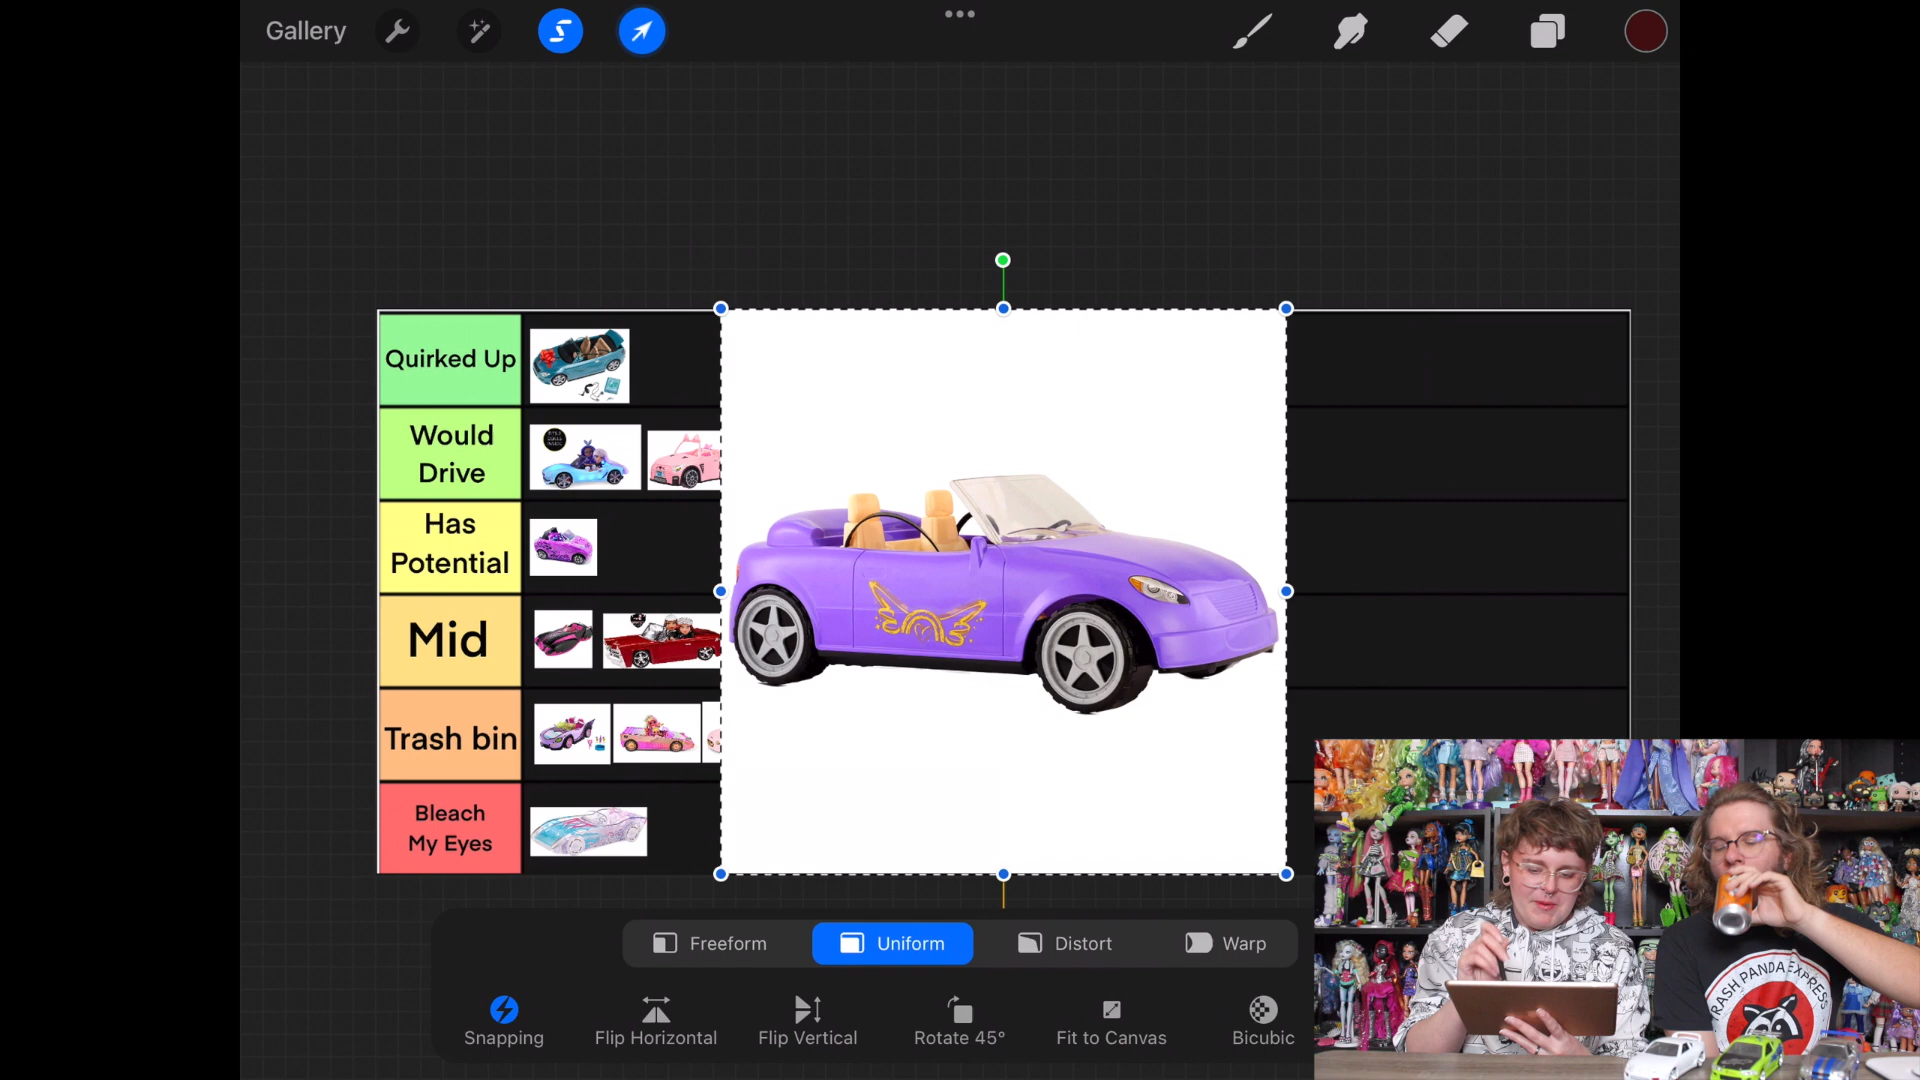 Gallery
Quirked Up
Would
Drive
Has
Potential
Mid
Trash bin
Bleach
My Eyes
Freeform
Uniform
Distort
Warp
Snapping
Flip Horizontal
Flip Vertical
Rotate 45°
Fit to Canvas
Bicubic
TRASH PANDA EXPRESS